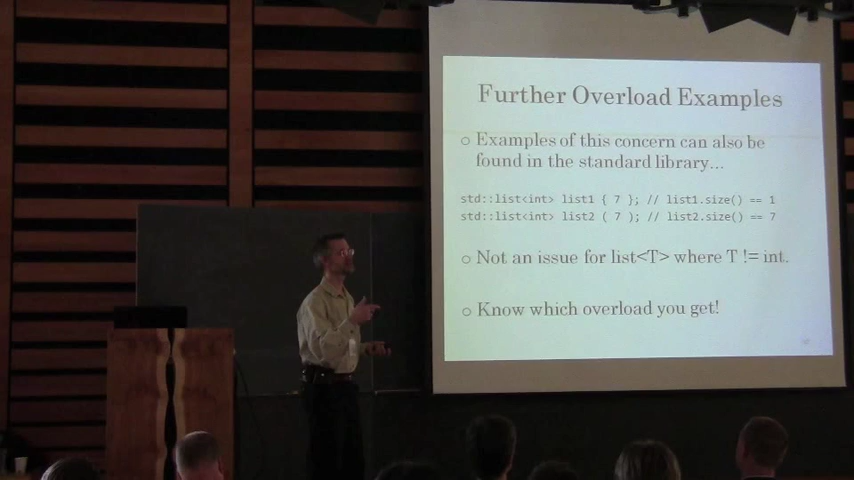 Further Overload Examples
Examples of this concern can also be
found in the standard library...
std::list<int> list1 { 7 }; // list1.size() == 1
std::list<int> list2 ( 7 ); // list2.size() == 7
Not an issue for list<T> where T != int.
Know which overload you get!